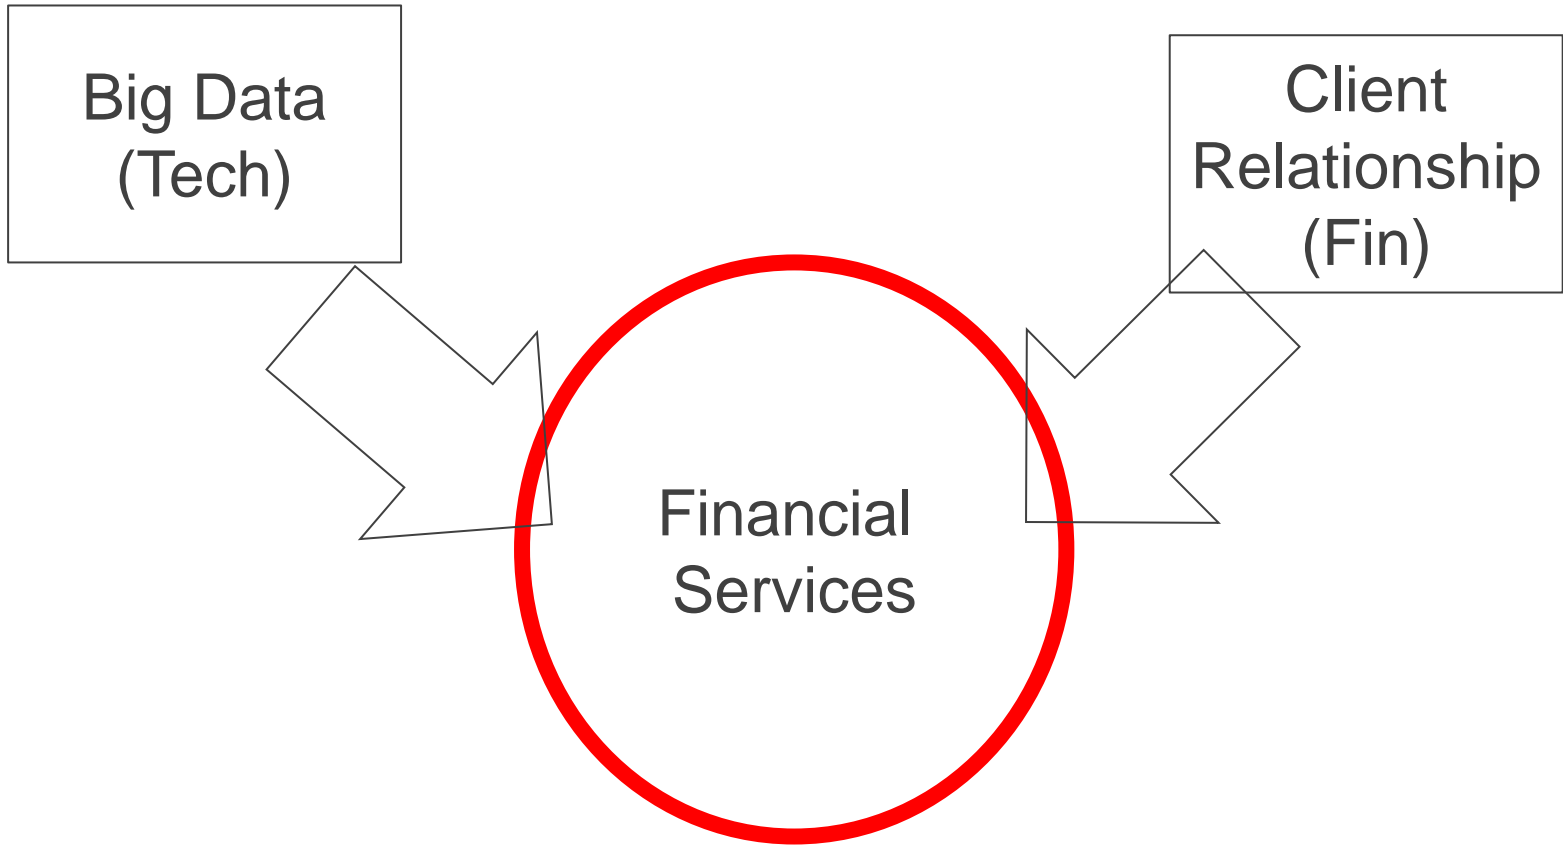 Big Data
(Tech)
Client
Relationship
(Fin)
Financial
Services